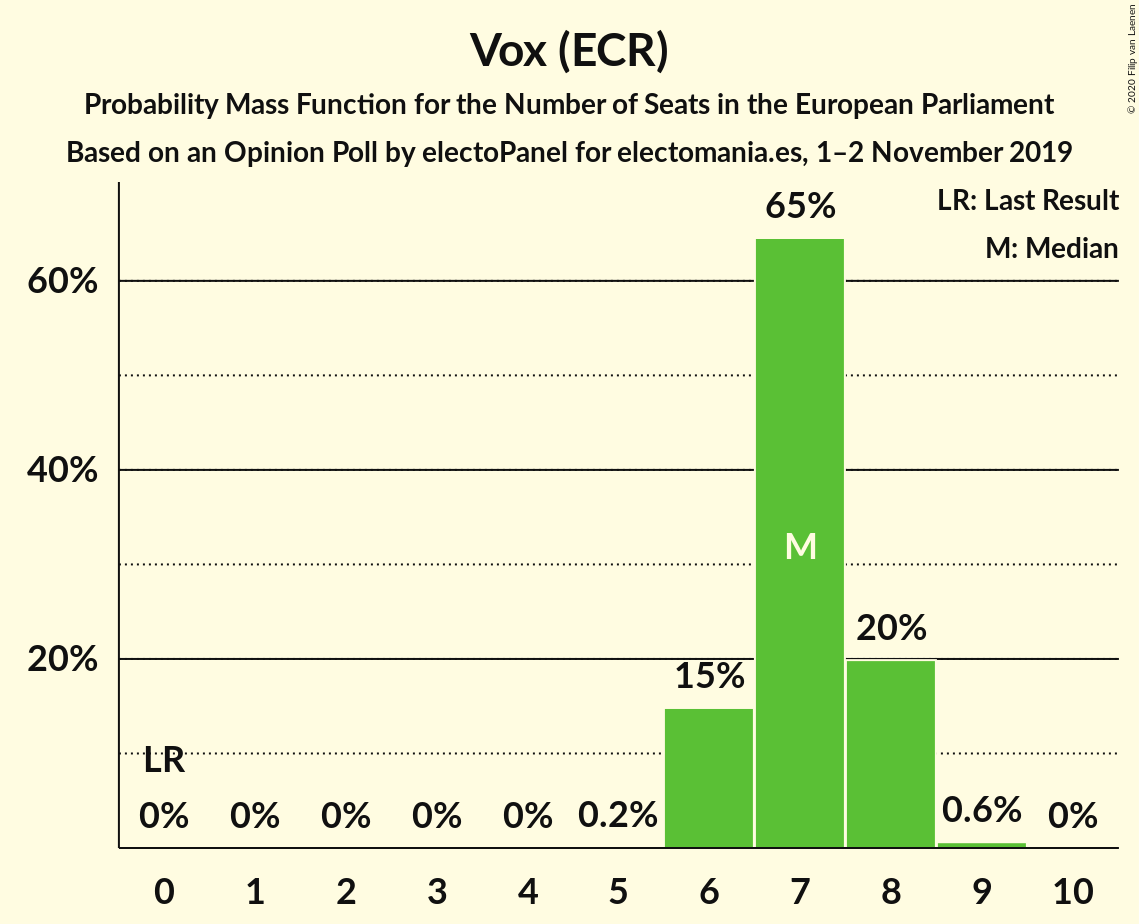 Vox (ECR)
Probability Mass Function for the Number of Seats in the European Parliament
Based on an Opinion Poll by electoPanel for electomania.es, 1–2 November 2019
© 2020 Filip van Laenen
LR: Last Result
M: Median
60%
40%
20%
65%
M
20%
15%
LR
0% 0% 0% 0% 0% 0.2% 0.6% 0%
0 1 2 3 4 5 6 7 8 9 10